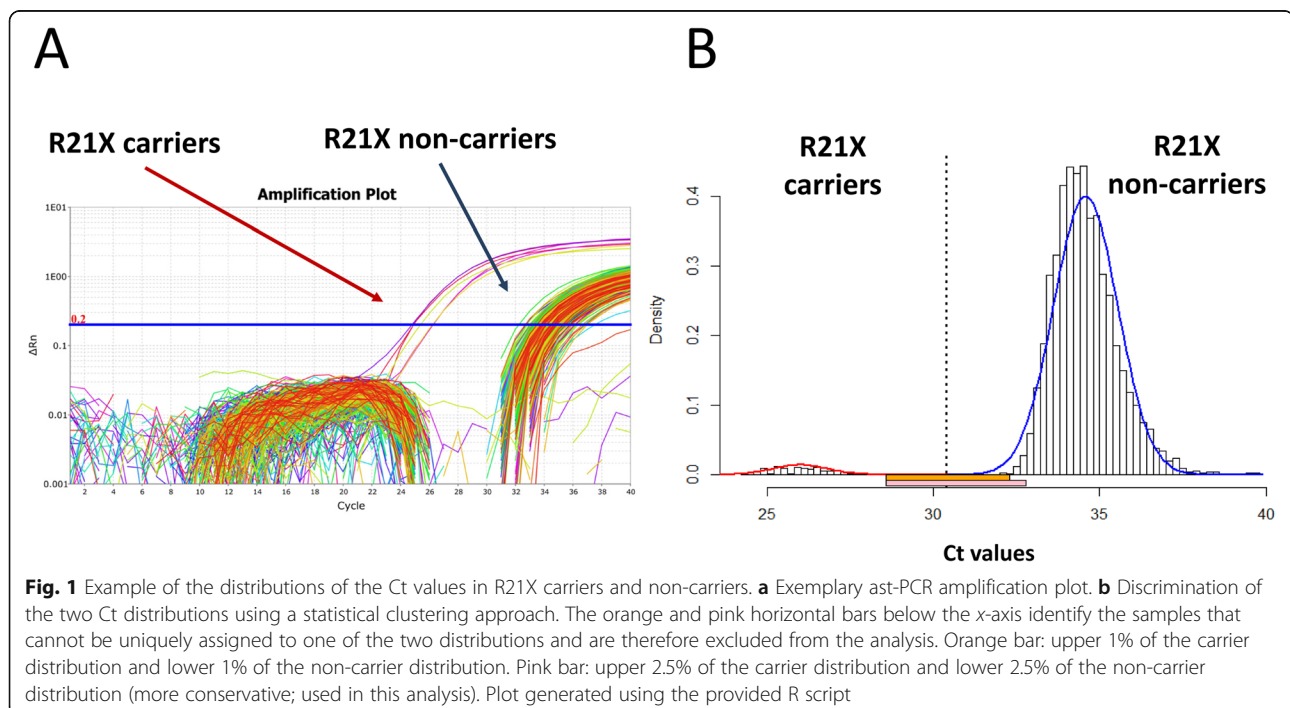 A
B
R21X carriers
R21X non-carriers
Amplification Plot
1E01
1E00
0.2
0.1
0.01
0.001
ΔRn
2 4 6 8 10 12 14 16 18 20 22 24 26 28 30 32 34 36 38 40
Cycle
R21X
carriers
R21X
non-carriers
0.4
0.3
0.2
0.1
0.0
Density
25 30 35 40
Ct values
Fig. 1 Example of the distributions of the Ct values in R21X carriers and non-carriers. a Exemplary ast-PCR amplification plot. b Discrimination of
the two Ct distributions using a statistical clustering approach. The orange and pink horizontal bars below the x-axis identify the samples that
cannot be uniquely assigned to one of the two distributions and are therefore excluded from the analysis. Orange bar: upper 1% of the carrier
distribution and lower 1% of the non-carrier distribution. Pink bar: upper 2.5% of the carrier distribution and lower 2.5% of the non-carrier
distribution (more conservative; used in this analysis). Plot generated using the provided R script